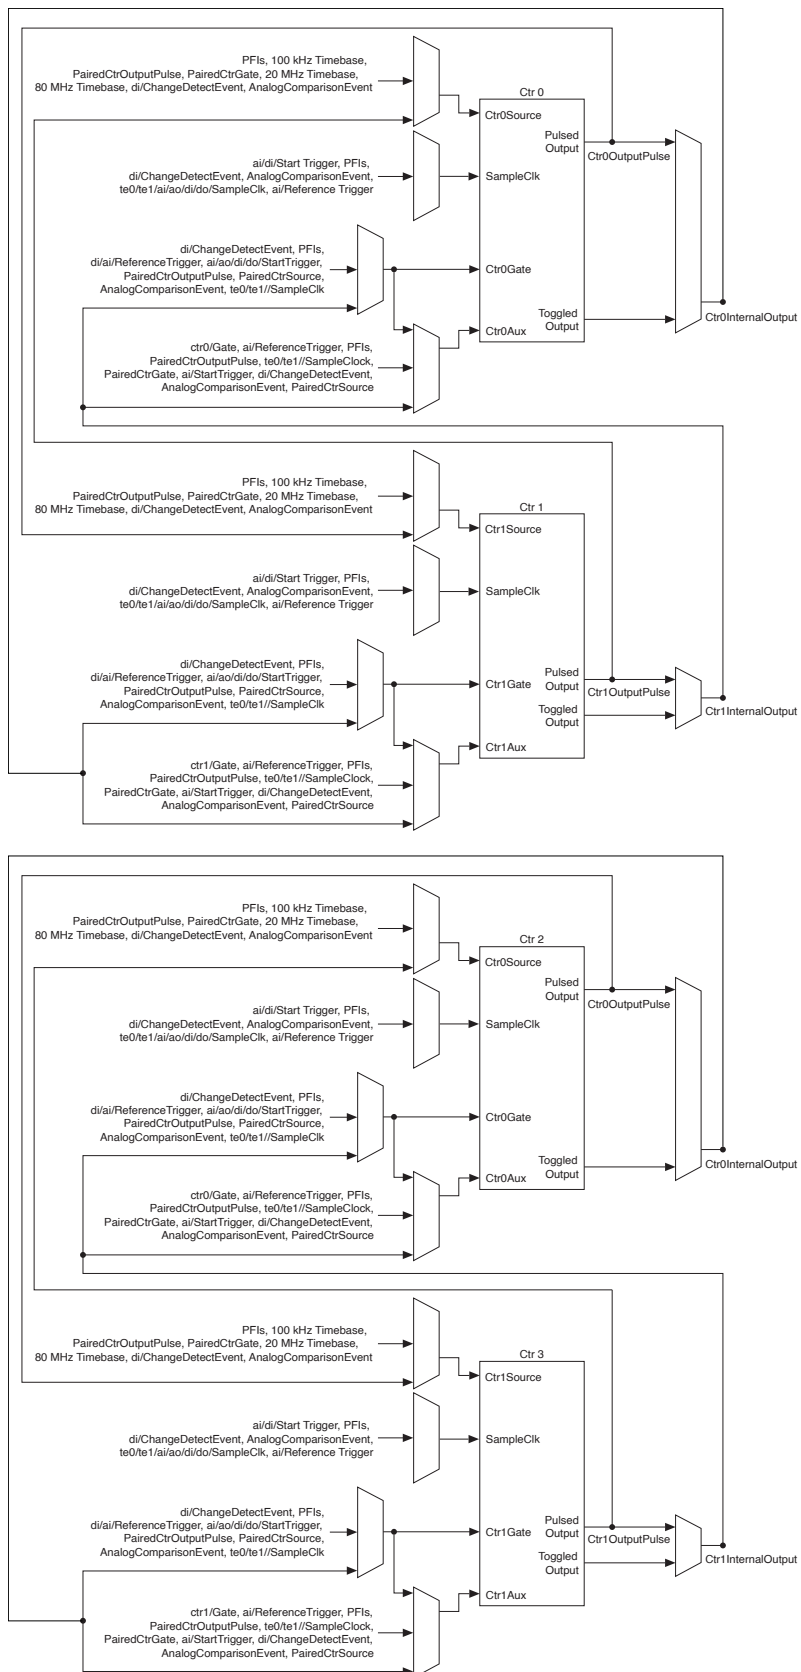 PFIs, 100 kHz Timebase,
PairedCtrOutputPulse, PairedCtrGate, 20 MHz Timebase,
80 MHz Timebase, di/ChangeDetectEvent, AnalogComparisonEvent
Ctr 0
Ctr0Source
Pulsed
Output
Ctr0OutputPulse
ai/di/Start Trigger, PFIs,
di/ChangeDetectEvent, AnalogComparisonEvent,
te0/te1/ai/ao/di/do/SampleClk, ai/Reference Trigger
SampleClk
di/ChangeDetectEvent, PFIs,
di/ai/ReferenceTrigger, ai/ao/di/do/StartTrigger,
PairedCtrOutputPulse, PairedCtrSource,
AnalogComparisonEvent, te0/te1//SampleClk
Ctr0Gate
Toggled
Output
Ctr0InternalOutput
Ctr0Aux
ctr0/Gate, ai/ReferenceTrigger, PFIs,
PairedCtrOutputPulse, te0/te1//SampleClock,
PairedCtrGate, ai/StartTrigger, di/ChangeDetectEvent,
AnalogComparisonEvent, PairedCtrSource
PFIs, 100 kHz Timebase,
PairedCtrOutputPulse, PairedCtrGate, 20 MHz Timebase,
80 MHz Timebase, di/ChangeDetectEvent, AnalogComparisonEvent
Ctr 1
Ctr1Source
ai/di/Start Trigger, PFIs,
di/ChangeDetectEvent, AnalogComparisonEvent,
te0/te1/ai/ao/di/do/SampleClk, ai/Reference Trigger
SampleClk
di/ChangeDetectEvent, PFIs,
di/ai/ReferenceTrigger, ai/ao/di/do/StartTrigger,
PairedCtrOutputPulse, PairedCtrSource,
AnalogComparisonEvent, te0/te1//SampleClk
Ctr1Gate
Pulsed
Output
Ctr1OutputPulse
Toggled
Output
Ctr1InternalOutput
Ctr1Aux
ctr1/Gate, ai/ReferenceTrigger, PFIs,
PairedCtrOutputPulse, te0/te1//SampleClock,
PairedCtrGate, ai/StartTrigger, di/ChangeDetectEvent,
AnalogComparisonEvent, PairedCtrSource
PFIs, 100 kHz Timebase,
PairedCtrOutputPulse, PairedCtrGate, 20 MHz Timebase,
80 MHz Timebase, di/ChangeDetectEvent, AnalogComparisonEvent
Ctr 2
Ctr0Source
Pulsed
Output
Ctr0OutputPulse
ai/di/Start Trigger, PFIs,
di/ChangeDetectEvent, AnalogComparisonEvent,
te0/te1/ai/ao/di/do/SampleClk, ai/Reference Trigger
SampleClk
di/ChangeDetectEvent, PFIs,
di/ai/ReferenceTrigger, ai/ao/di/do/StartTrigger,
PairedCtrOutputPulse, PairedCtrSource,
AnalogComparisonEvent, te0/te1//SampleClk
Ctr0Gate
Toggled
Output
Ctr0InternalOutput
Ctr0Aux
ctr0/Gate, ai/ReferenceTrigger, PFIs,
PairedCtrOutputPulse, te0/te1//SampleClock,
PairedCtrGate, ai/StartTrigger, di/ChangeDetectEvent,
AnalogComparisonEvent, PairedCtrSource
PFIs, 100 kHz Timebase,
PairedCtrOutputPulse, PairedCtrGate, 20 MHz Timebase,
80 MHz Timebase, di/ChangeDetectEvent, AnalogComparisonEvent
Ctr 3
Ctr1Source
ai/di/Start Trigger, PFIs,
di/ChangeDetectEvent, AnalogComparisonEvent,
te0/te1/ai/ao/di/do/SampleClk, ai/Reference Trigger
SampleClk
di/ChangeDetectEvent, PFIs,
di/ai/ReferenceTrigger, ai/ao/di/do/StartTrigger,
PairedCtrOutputPulse, PairedCtrSource,
AnalogComparisonEvent, te0/te1//SampleClk
Ctr1Gate
Pulsed
Output
Ctr1OutputPulse
Toggled
Output
Ctr1InternalOutput
Ctr1Aux
ctr1/Gate, ai/ReferenceTrigger, PFIs,
PairedCtrOutputPulse, te0/te1//SampleClock,
PairedCtrGate, ai/StartTrigger, di/ChangeDetectEvent,
AnalogComparisonEvent, PairedCtrSource